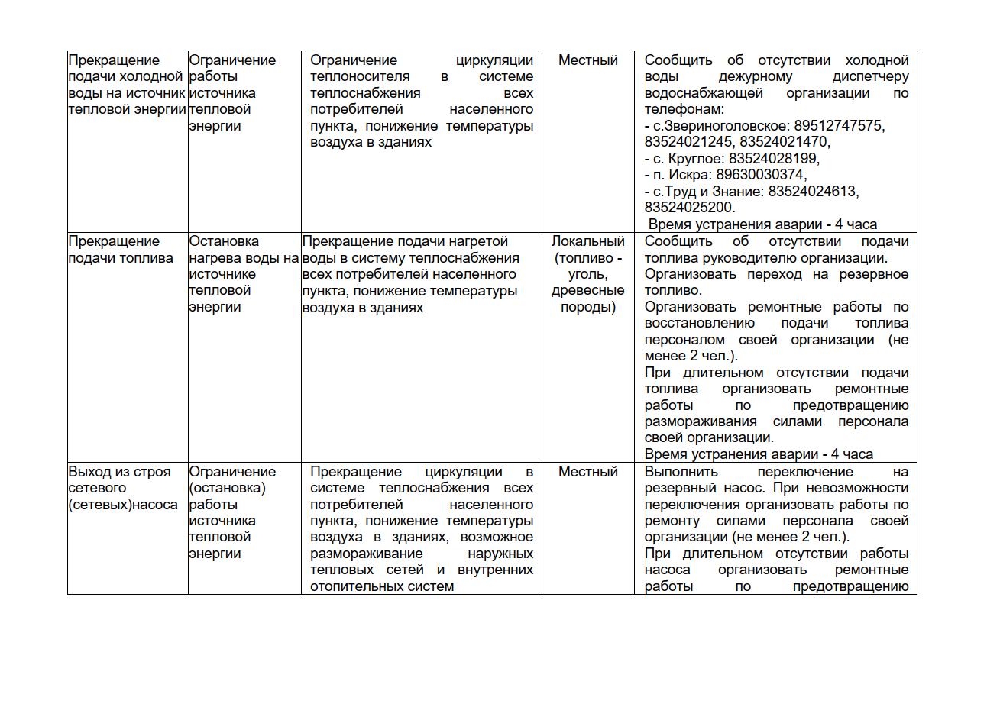 Прекращение
подачи холодной
воды на источник
тепловой энергии
Ограничение
работы
источника
тепловой
энергии
Ограничение циркуляции
теплоносителя в системе
теплоснабжения всех
потребителей населенного
пункта, понижение температуры
воздуха в зданиях
Местный
Сообщить об отсутствии холодной
воды дежурному диспетчеру
водоснабжающей организации по
телефонам:
- с.Звериноголовское: 89512747575,
83524021245, 83524021470,
- с. Круглое: 83524028199,
- п. Искра: 89630030374,
- с.Труд и Знание: 83524024613,
83524025200.
Время устранения аварии - 4 часа
Прекращение
подачи топлива
Остановка
нагрева воды на
источнике
тепловой
энергии
Прекращение подачи нагретой
воды в систему теплоснабжения
всех потребителей населенного
пункта, понижение температуры
воздуха в зданиях
Локальный
(топливо -
уголь,
древесные
породы)
Сообщить об отсутствии подачи
топлива руководителю организации.
Организовать переход на резервное
топливо.
Организовать ремонтные работы по
восстановлению подачи топлива
персоналом своей организации (не
менее 2 чел.).
При длительном отсутствии подачи
топлива организовать ремонтные
работы по предотвращению
размораживания силами персонала
своей организации.
Время устранения аварии - 4 часа
Выход из строя
сетевого
(сетевых)насоса
Ограничение
(остановка)
работы
источника
тепловой
энергии
Прекращение циркуляции в
системе теплоснабжения всех
потребителей населенного
пункта, понижение температуры
воздуха в зданиях, возможное
размораживание наружных
тепловых сетей и внутренних
отопительных систем
Местный
Выполнить переключение на
резервный насос. При невозможности
переключения организовать работы по
ремонту силами персонала своей
организации (не менее 2 чел.).
При длительном отсутствии работы
насоса организовать ремонтные
работы по предотвращению